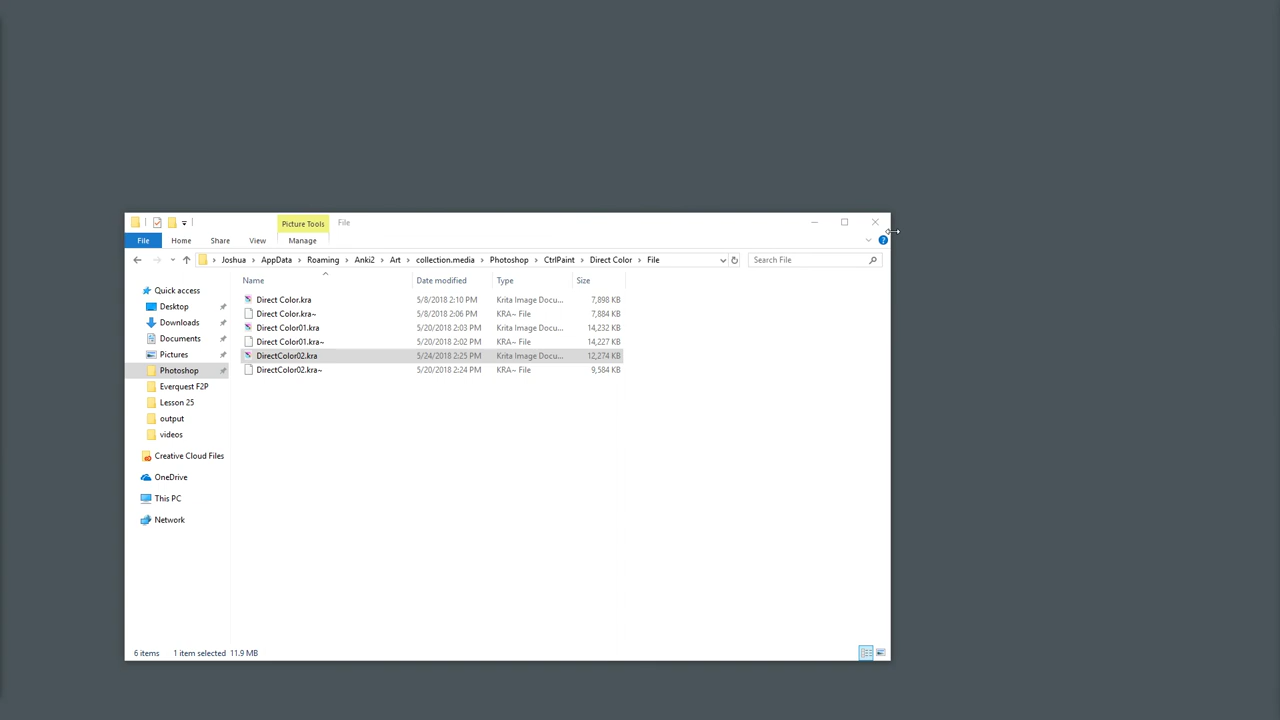 Picture Tools File
File Home Share View Manage
Joshua AppData Roaming Anki2 Art collection.media Photoshop CtrlPaint Direct Color File Search File
Name Date modified Type Size
Quick access
Desktop
Downloads
Documents
Pictures
Photoshop
Everquest F2P
Lesson 25
output
videos
Creative Cloud Files
OneDrive
This PC
Network
Direct Color.kra 5/8/2018 2:10 PM Krita Image Docu... 7,898 KB
Direct Color.kra~ 5/8/2018 2:06 PM KRA~ File 7,884 KB
Direct Color01.kra 5/20/2018 2:03 PM Krita Image Docu... 14,232 KB
Direct Color01.kra~ 5/20/2018 2:02 PM KRA~ File 14,227 KB
DirectColor02.kra 5/24/2018 2:25 PM Krita Image Docu... 12,274 KB
DirectColor02.kra~ 5/20/2018 2:24 PM KRA~ File 9,584 KB
6 items 1 item selected 11.9 MB